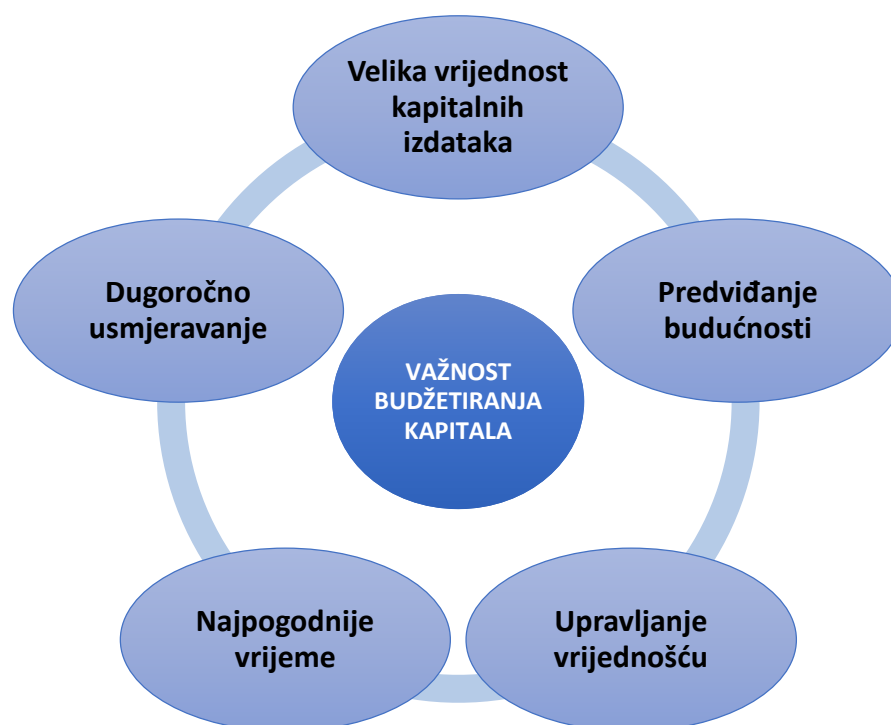 Velika vrijednost
kapitalnih
izdataka
Predviđanje
budućnosti
Upravljanje
vrijednošću
Najpogodnije
vrijeme
Dugoročno
usmjeravanje
VAŽNOST
BUDŽETIRANJA
KAPITALA